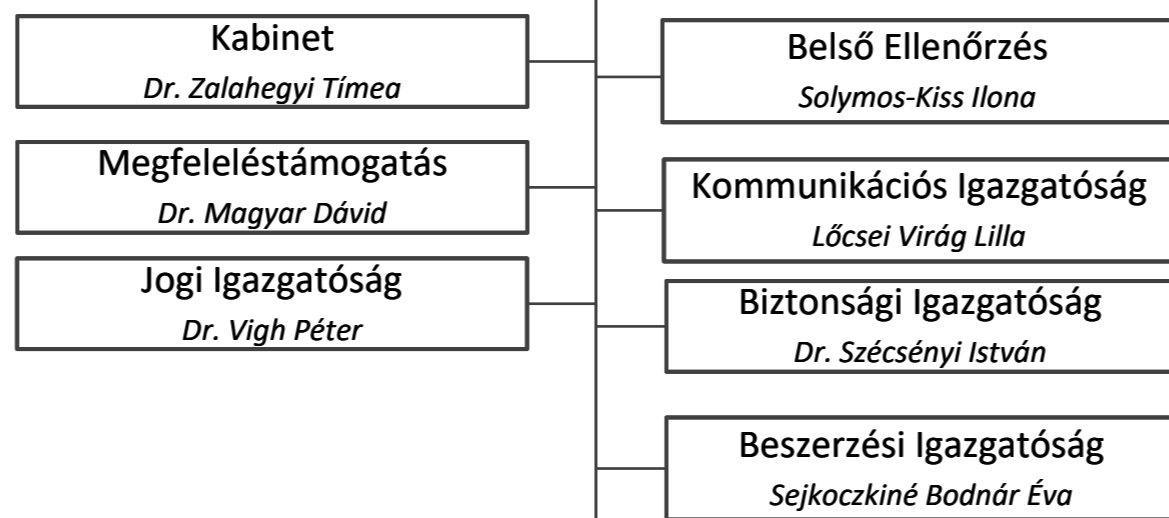 Kabinet
Dr. Zalahegyi Tímea
Megfeleléstámogatás
Dr. Magyar Dávid
Jogi Igazgatóság
Dr. Vigh Péter
Belső Ellenőrzés
Solymos-Kiss Ilona
Kommunikációs Igazgatóság
Lőcsei Virág Lilla
Biztonsági Igazgatóság
Dr. Szécsényi István
Beszerzési Igazgatóság
Sejkoczkiné Bodnár Éva